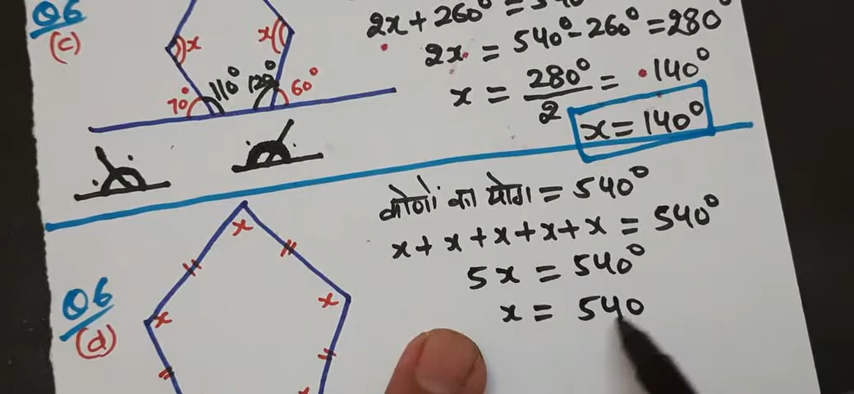 Q6
(c)
x x
70° 110° 120° 60°
2x + 260° = 540°
2x = 540° - 260° = 280°
x = 280°/2 = 140°
x = 140°
कोणों का योग = 540°
x + x + x + x + x = 540°
5x = 540°
x = 540
Q6
(d)
x
x x